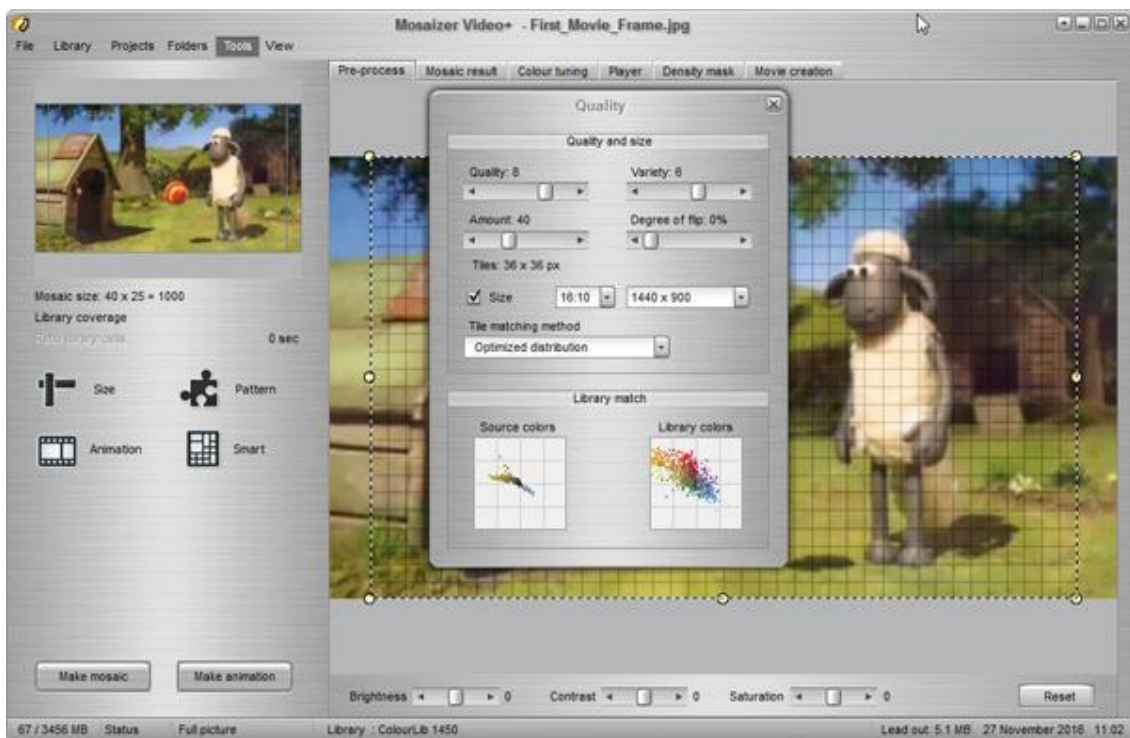 Mosaizer Video+ - First_Movie_Frame.jpg
File Library Projects Folders Tools View
Pre-process Mosaic result Colour tuning Player Density mask Movie creation
Quality
Quality and size
Quality: 8 Variety: 6
Amount: 40 Degree of flip: 0%
Tiles: 36 x 36 px
Size 16:10 1440 x 900
Tile matching method
Optimized distribution
Library match
Source colors Library colors
Mosaic size: 40 x 25 = 1000
Library coverage
0 sec
Size Pattern
Animation Smart
Make mosaic Make animation
Brightness 0 Contrast 0 Saturation 0 Reset
67 / 3456 MB Status Full picture Library : ColourLib 1450 Lead out: 5.1 MB 27 November 2016 11:02